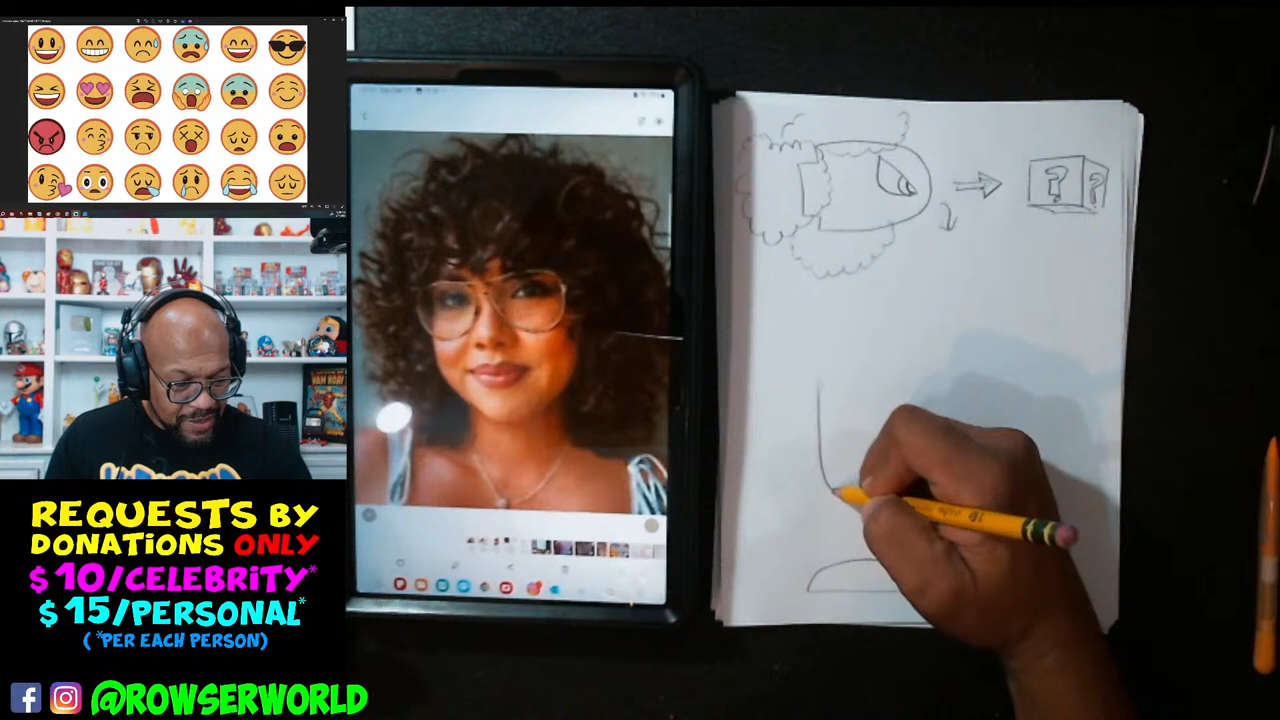 REQUESTS BY
DONATIONS ONLY
$10/CELEBRITY*
$15/PERSONAL*
(*PER EACH PERSON)
@ROWSERWORLD
? ?